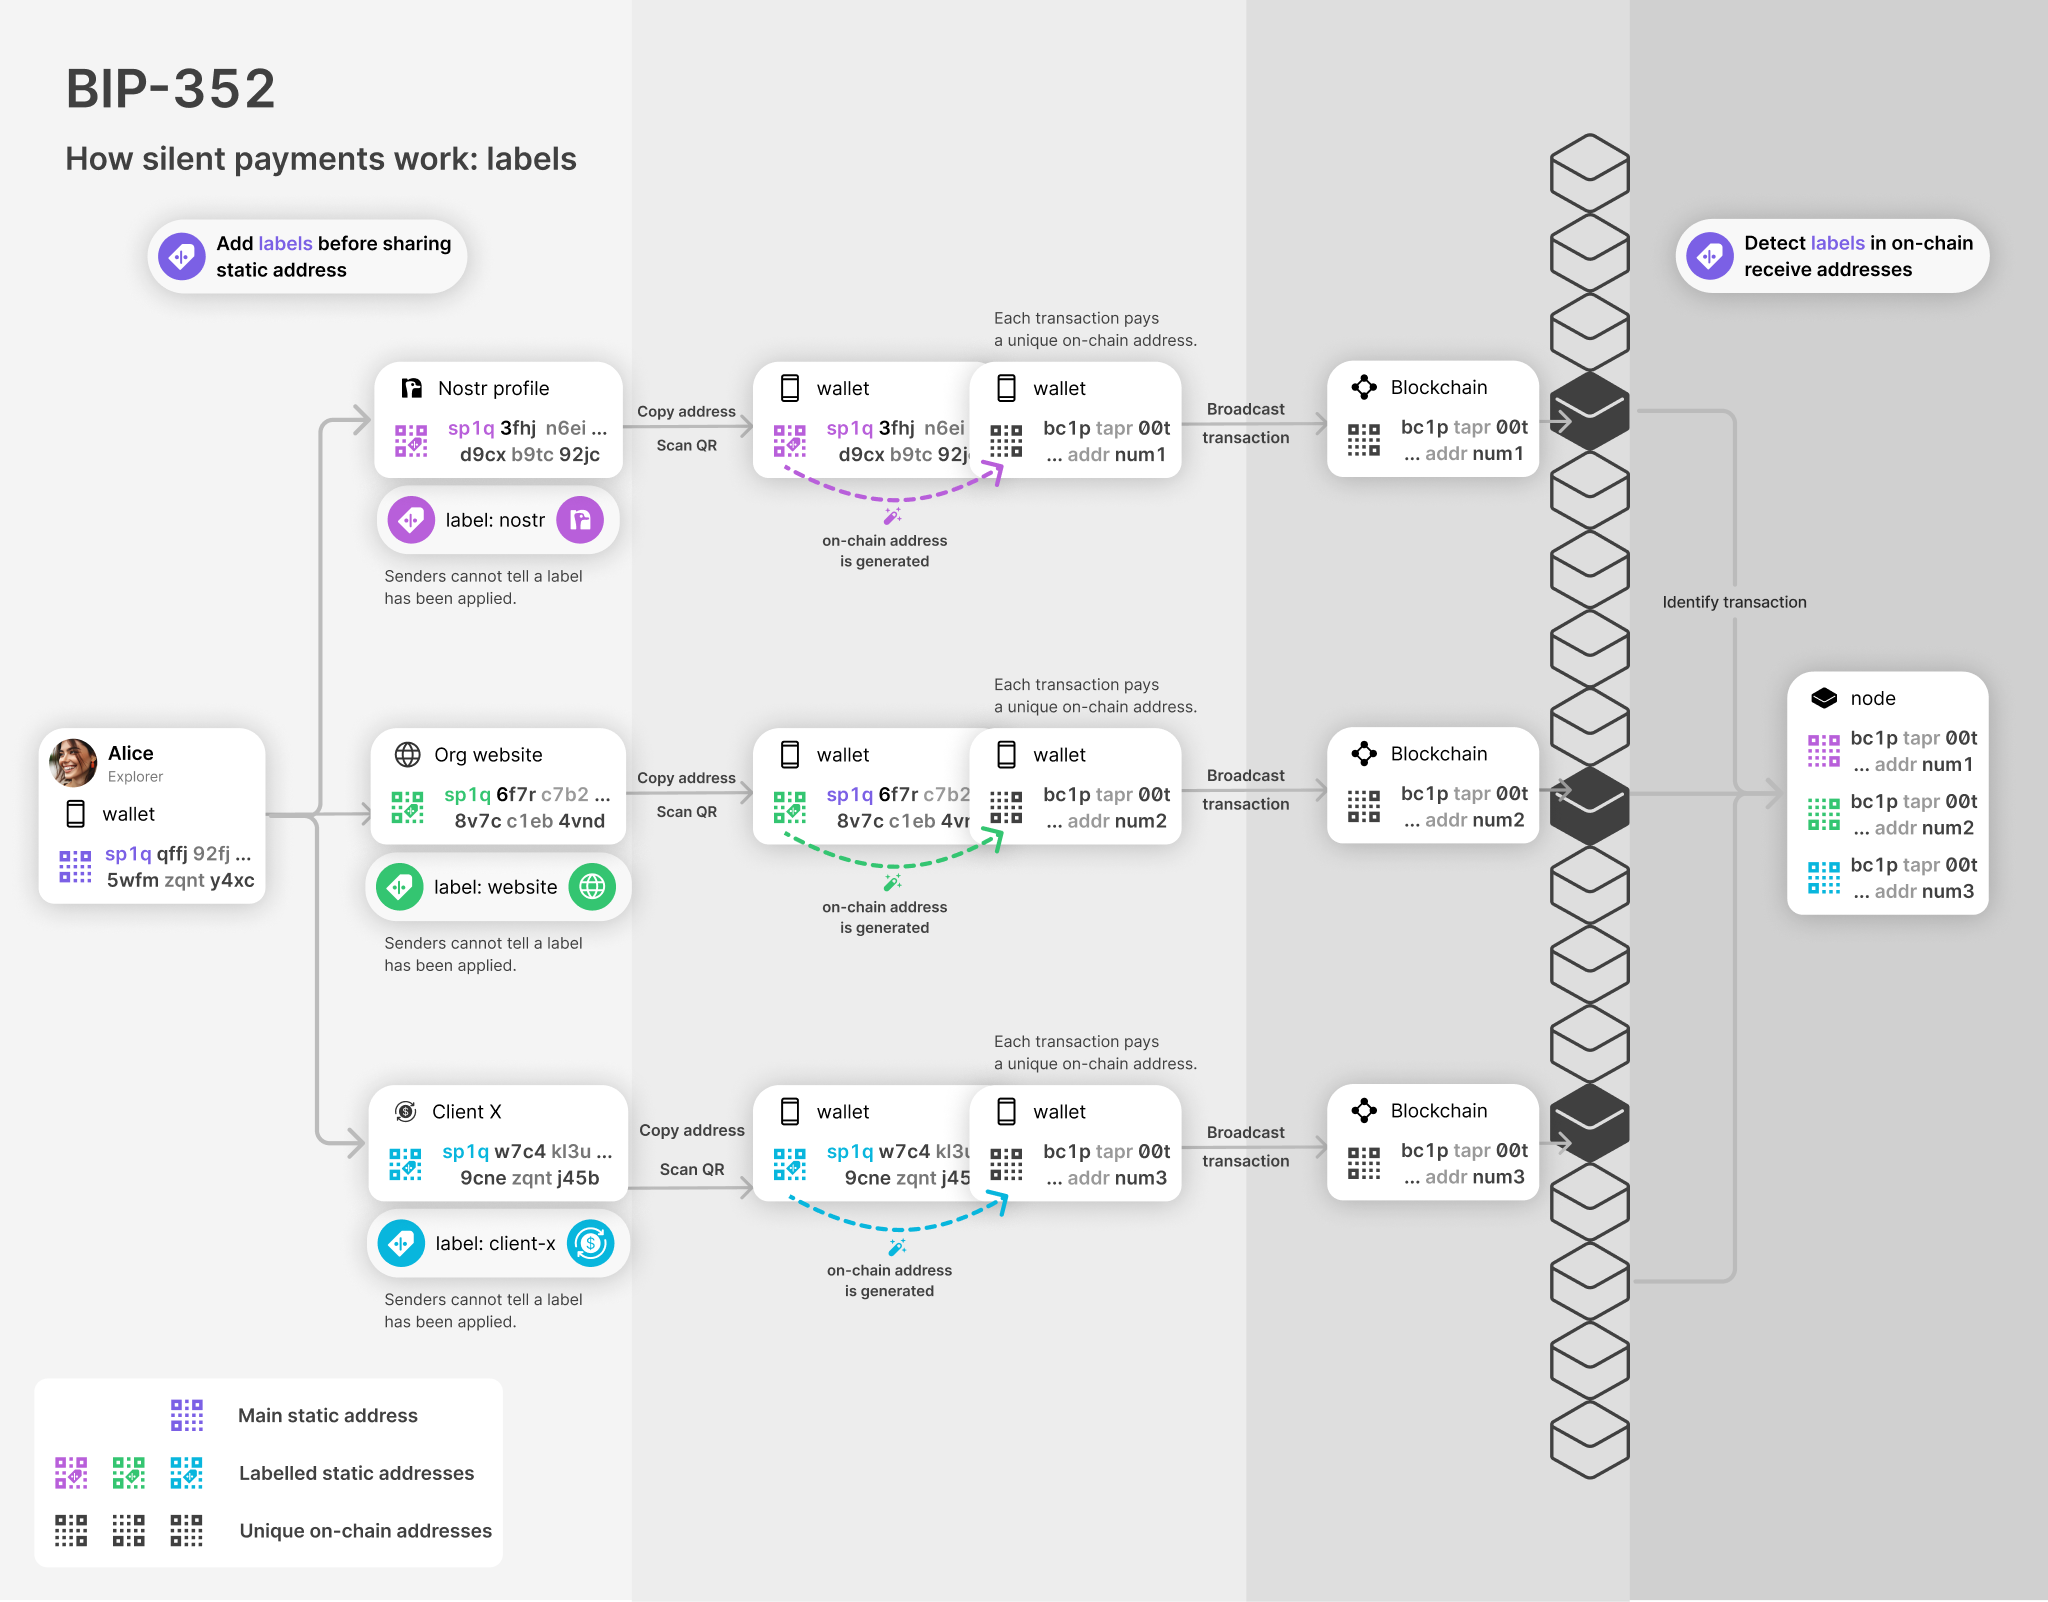 BIP-352
How silent payments work: labels
Add labels before sharing
static address
Detect labels in on-chain
receive addresses
Each transaction pays
a unique on-chain address.
Nostr profile
sp1q 3fhj n6ei ...
d9cx b9tc 92jc
label: nostr
Senders cannot tell a label
has been applied.
Copy address
Scan QR
wallet
sp1q 3fhj n6ei
d9cx b9tc 92j
on-chain address
is generated
wallet
bc1p tapr 00t
... addr num1
Broadcast
transaction
Blockchain
bc1p tapr 00t
... addr num1
Identify transaction
Each transaction pays
a unique on-chain address.
Alice
Explorer
wallet
sp1q qffj 92fj ...
5wfm zqnt y4xc
Org website
sp1q 6f7r c7b2 ...
8v7c c1eb 4vnd
label: website
Senders cannot tell a label
has been applied.
Copy address
Scan QR
wallet
sp1q 6f7r c7b2
8v7c c1eb 4vn
on-chain address
is generated
wallet
bc1p tapr 00t
... addr num2
Broadcast
transaction
Blockchain
bc1p tapr 00t
... addr num2
node
bc1p tapr 00t
... addr num1
bc1p tapr 00t
... addr num2
bc1p tapr 00t
... addr num3
Each transaction pays
a unique on-chain address.
Client X
sp1q w7c4 kl3u ...
9cne zqnt j45b
label: client-x
Senders cannot tell a label
has been applied.
Copy address
Scan QR
wallet
sp1q w7c4 kl3u
9cne zqnt j45
on-chain address
is generated
wallet
bc1p tapr 00t
... addr num3
Broadcast
transaction
Blockchain
bc1p tapr 00t
... addr num3
Main static address
Labelled static addresses
Unique on-chain addresses